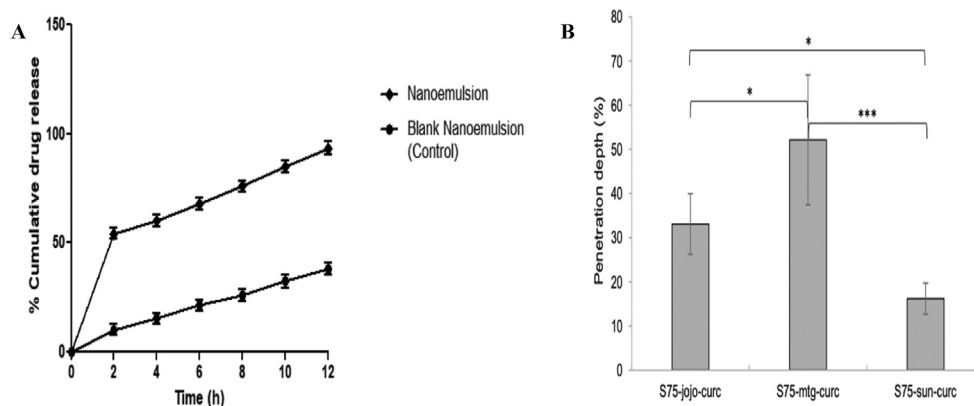 A
% Cumulative drug release
150
100
50
0
0 2 4 6 8 10 12
Time (h)
Nanoemulsion
Blank Nanoemulsion
(Control)
B
Penetration depth (%)
80
70
60
50
40
30
20
10
0
*
*
***
S75-jojo-curc S75-mtg-curc S75-sun-curc